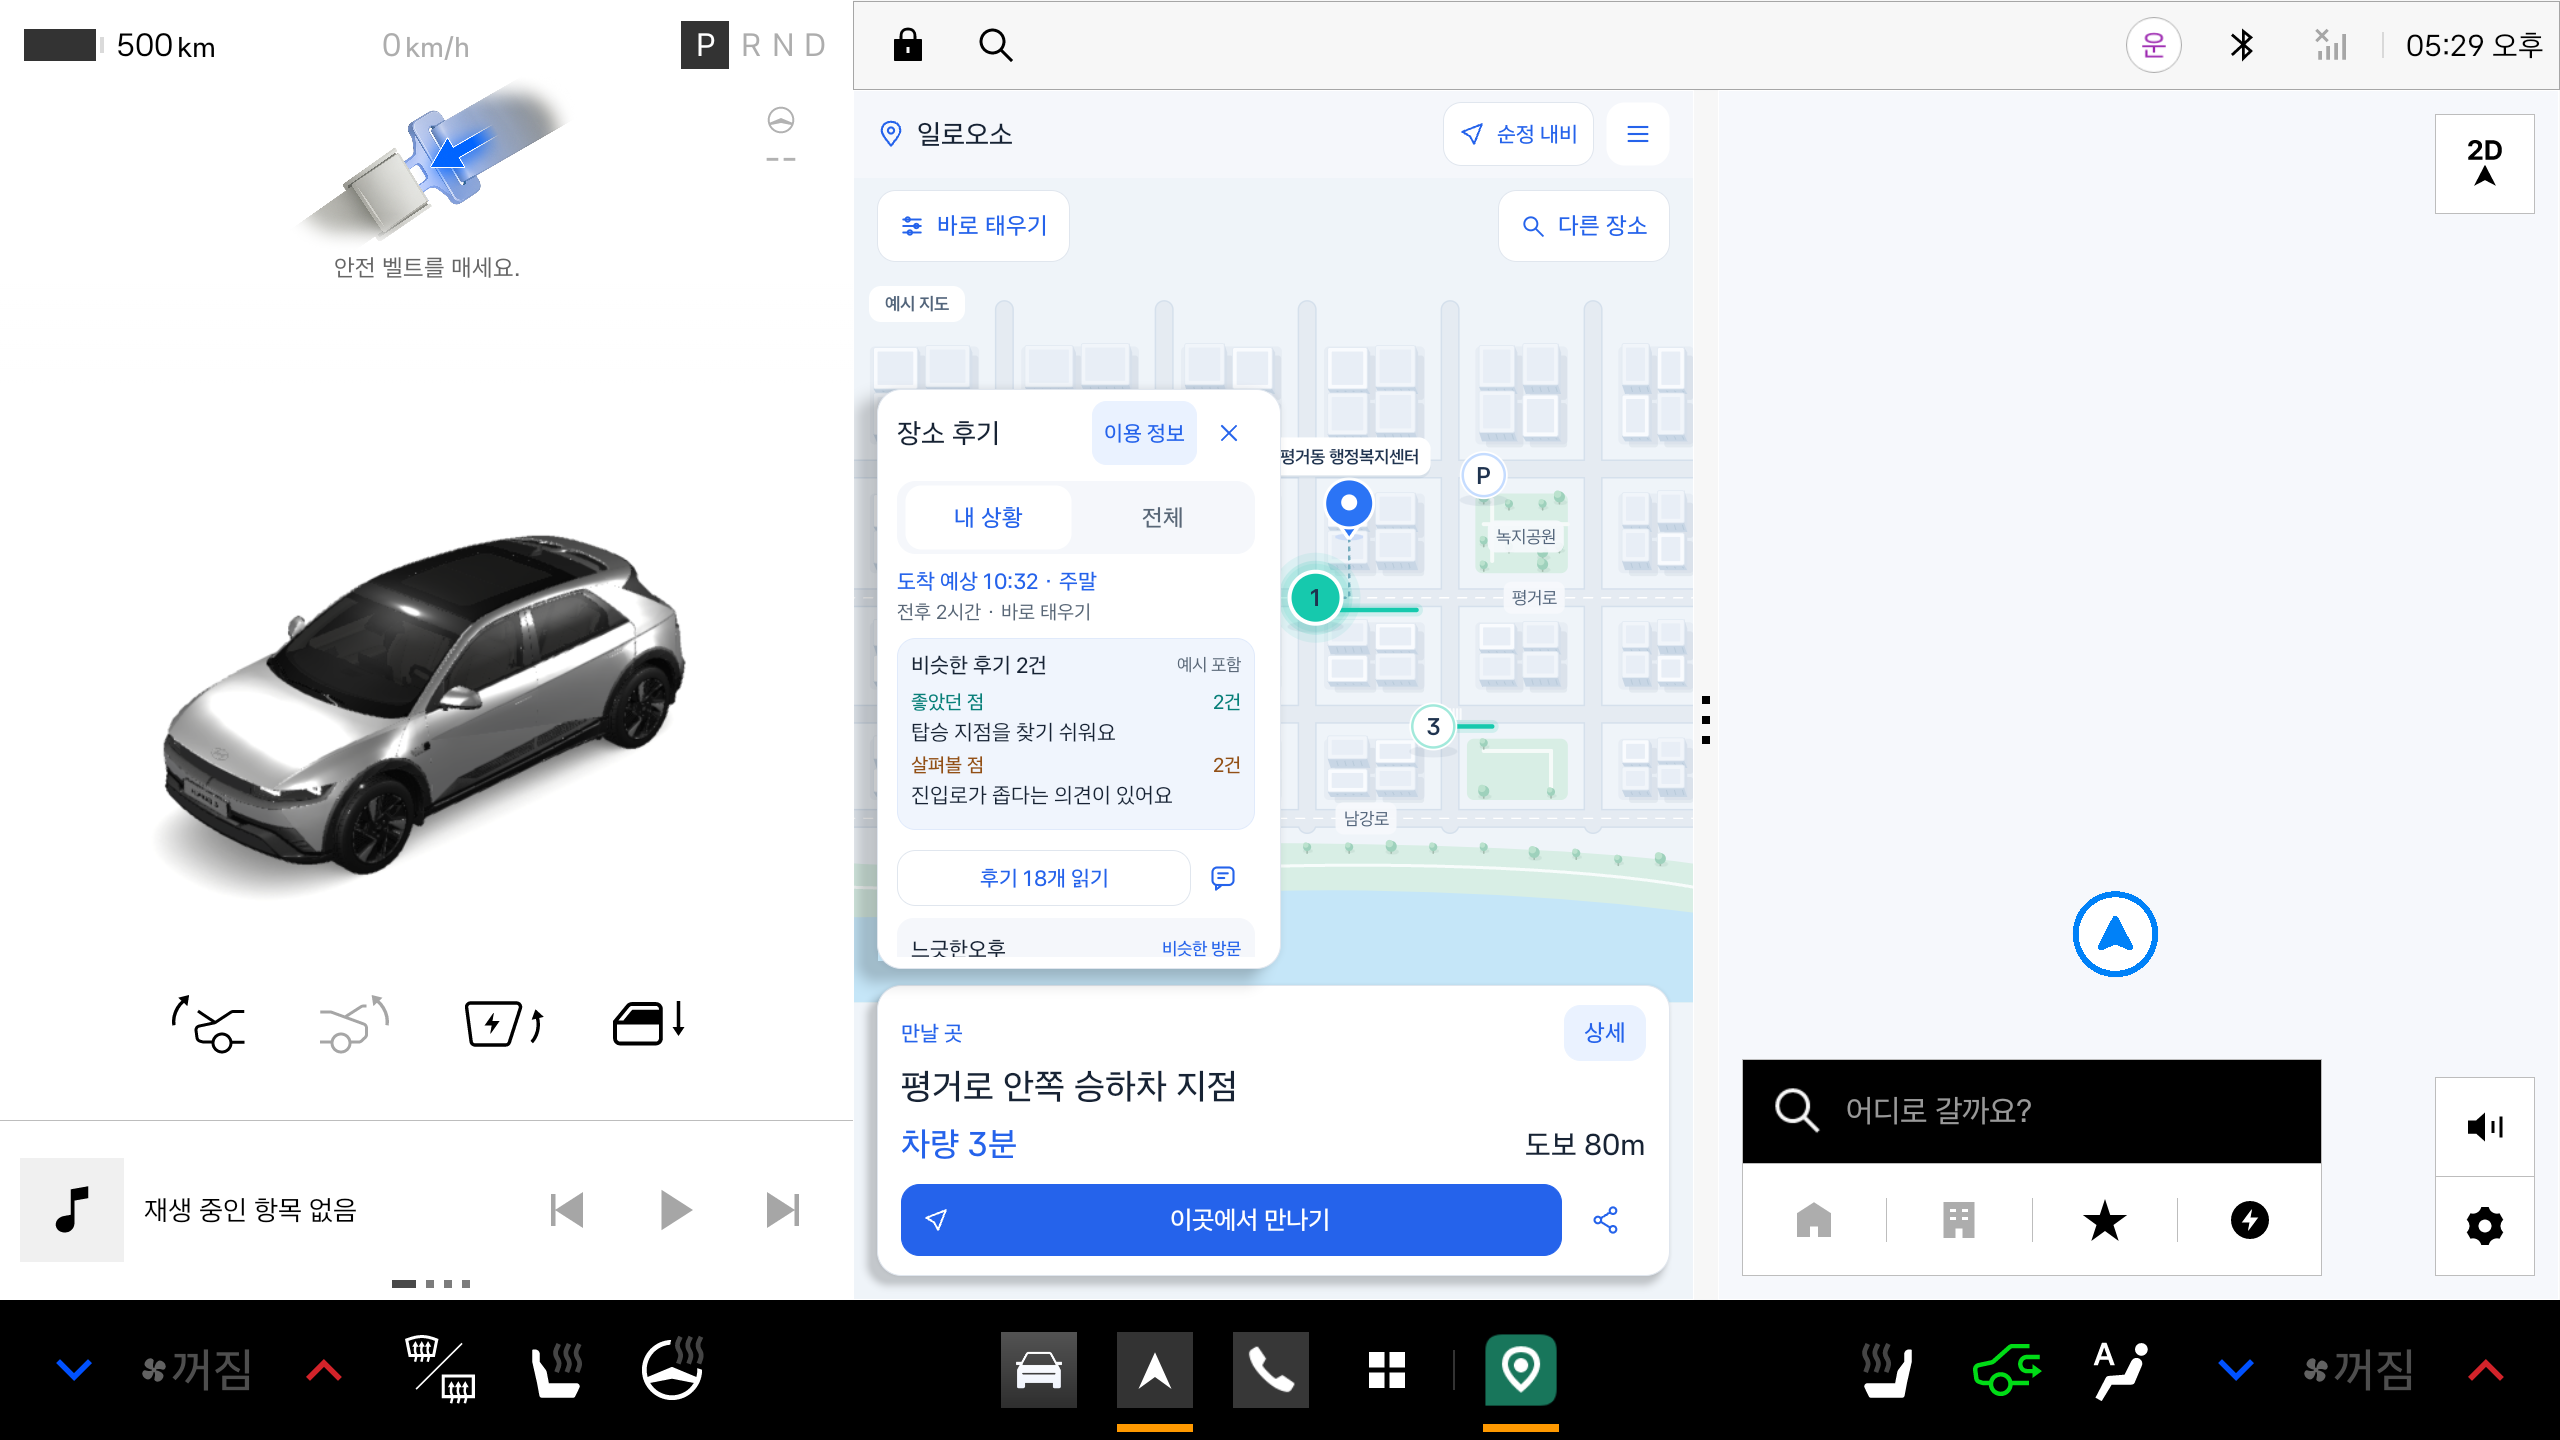 500 km
0 km/h
P R N D
안전 벨트를 매세요.
재생 중인 항목 없음
운
05:29 오후
일로오소
순정 내비
바로 태우기
다른 장소
예시 지도
장소 후기
이용 정보
내 상황
전체
도착 예상 10:32 · 주말
전후 2시간 · 바로 태우기
비슷한 후기 2건
예시 포함
좋았던 점
2건
탑승 지점을 찾기 쉬워요
살펴볼 점
2건
진입로가 좁다는 의견이 있어요
후기 18개 읽기
느긋한오후
비슷한 방문
평거동 행정복지센터
P
녹지공원
1
평거로
3
남강로
만날 곳
상세
평거로 안쪽 승하차 지점
차량 3분
도보 80m
이곳에서 만나기
2D
어디로 갈까요?
꺼짐
A
꺼짐